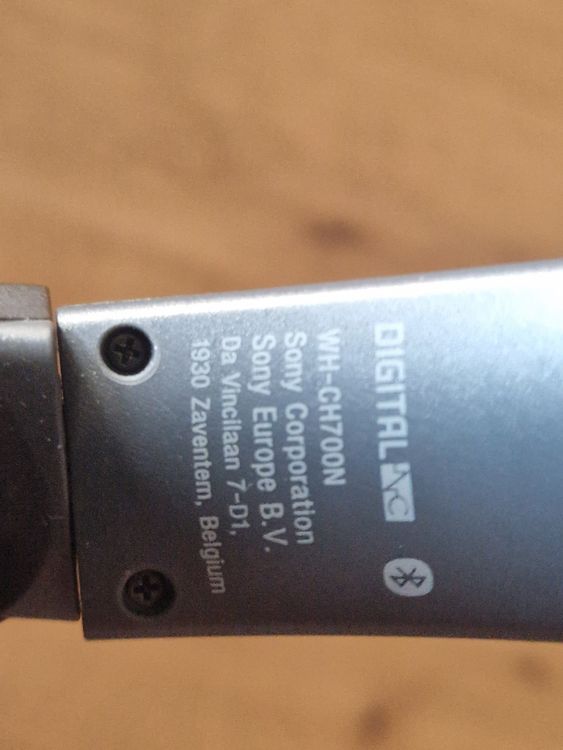 DIGITAL NC
WH-CH700N
Sony Corporation
Sony Europe B.V.
Da Vincilaan 7-D1,
1930 Zaventem, Belgium